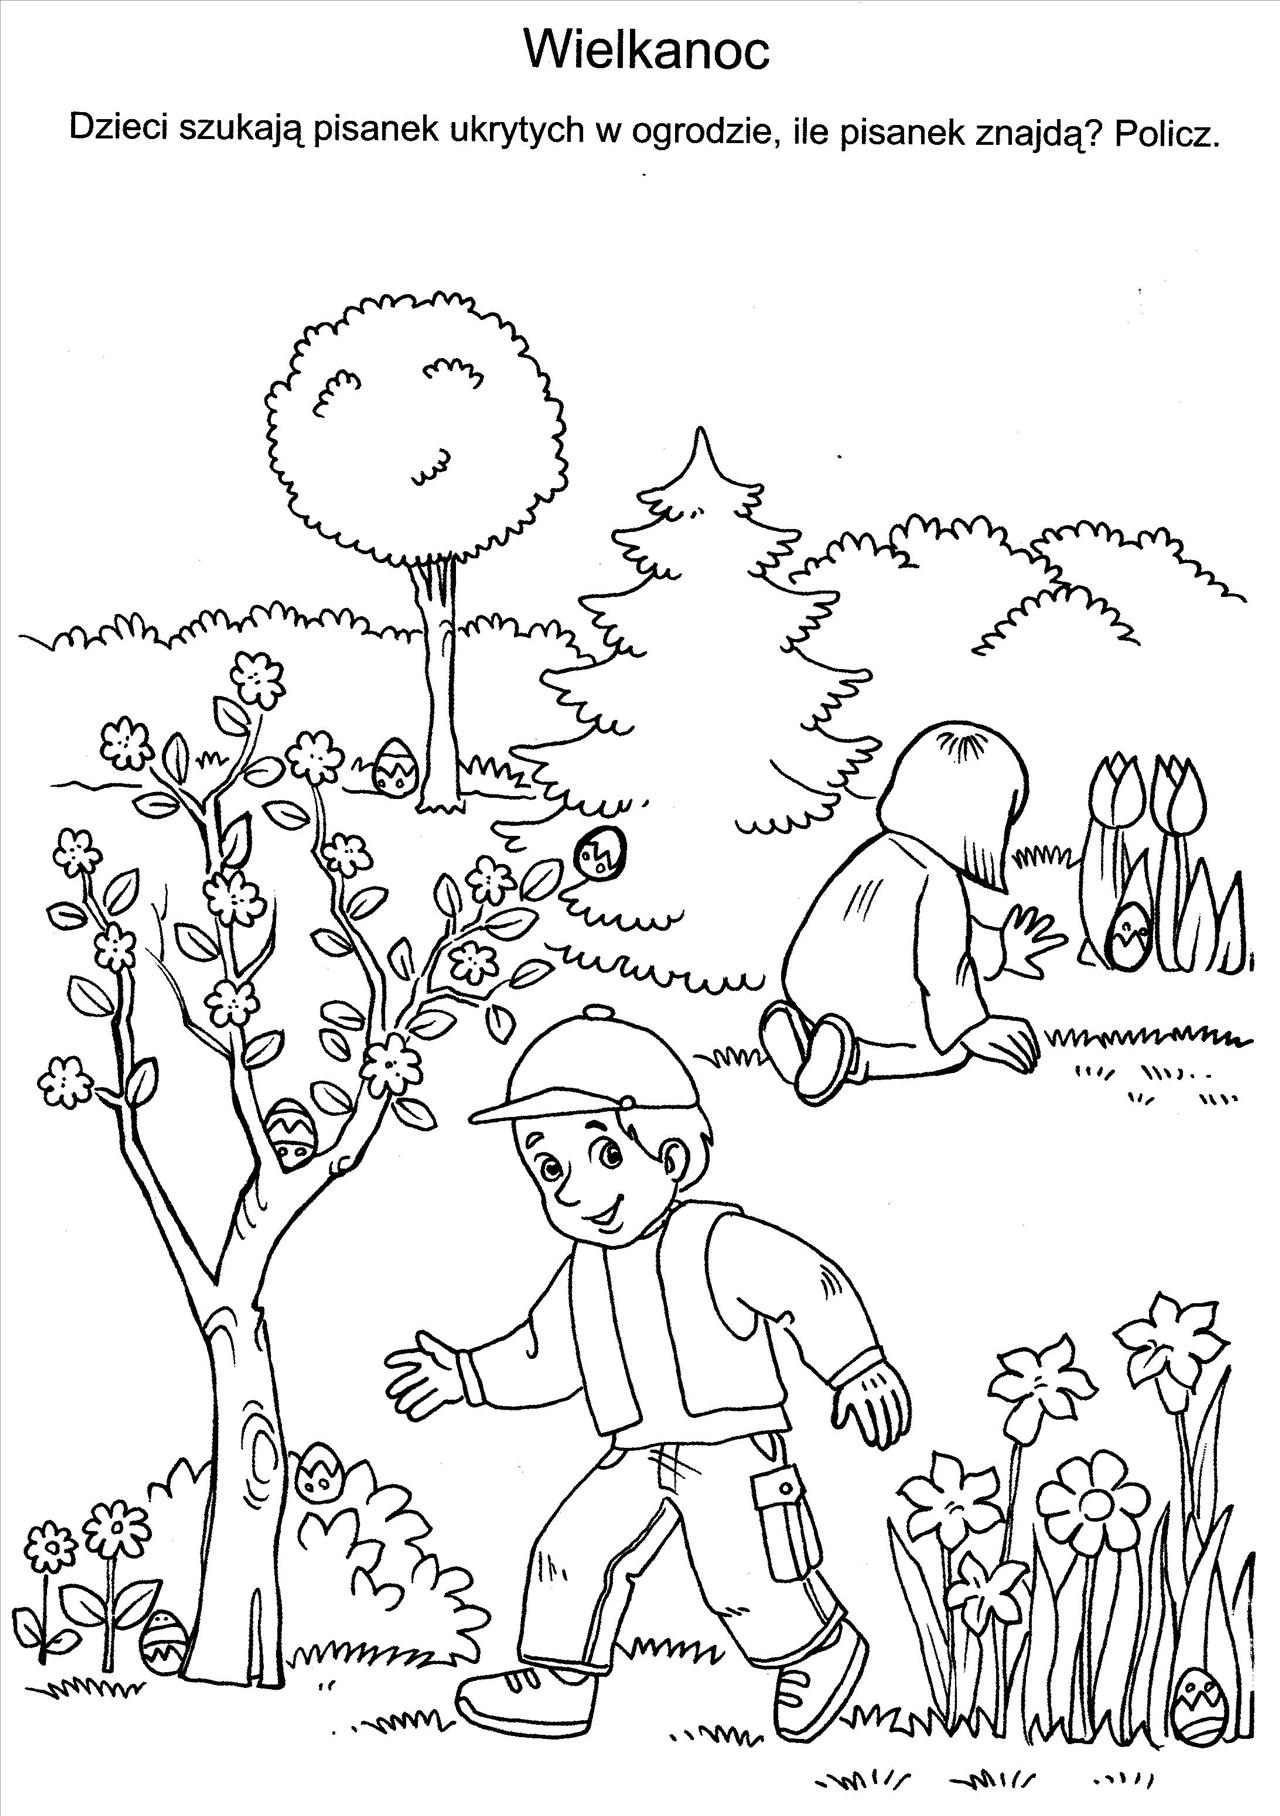 Wielkanoc
Dzieci szukają pisanek ukrytych w ogrodzie, ile pisanek znajdą? Policz.